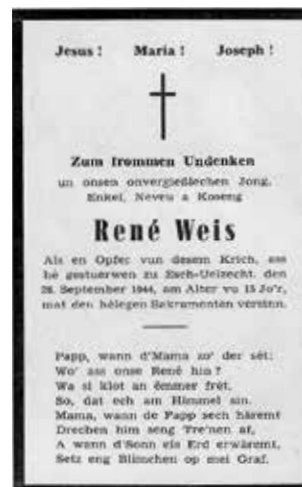 Jesus! Maria! Joseph!
Zum frommen Undenken
un onsen onvergießlechen Jong,
Enkel, Neveu a Koseng
René Weis
Als en Opfer vun desem Krich, ass
hé gestuerwen zu Esch-Uelzecht, den
26. September 1944, am Alter vu 15 Jo'r,
mat den hélegen Sakramenten versinn.
Papp, wann d'Mama zo' der sét:
Wo' ass onse René hin?
Wa si klot an ëmmer frét,
So, dat ech am Himmel sin.
Mama, wann de Papp sech häremt
Drechen him seng Tre'nen af,
A wann d'Sonn eis Erd erwäremt,
Setz eng Blimchen op mei Graf.